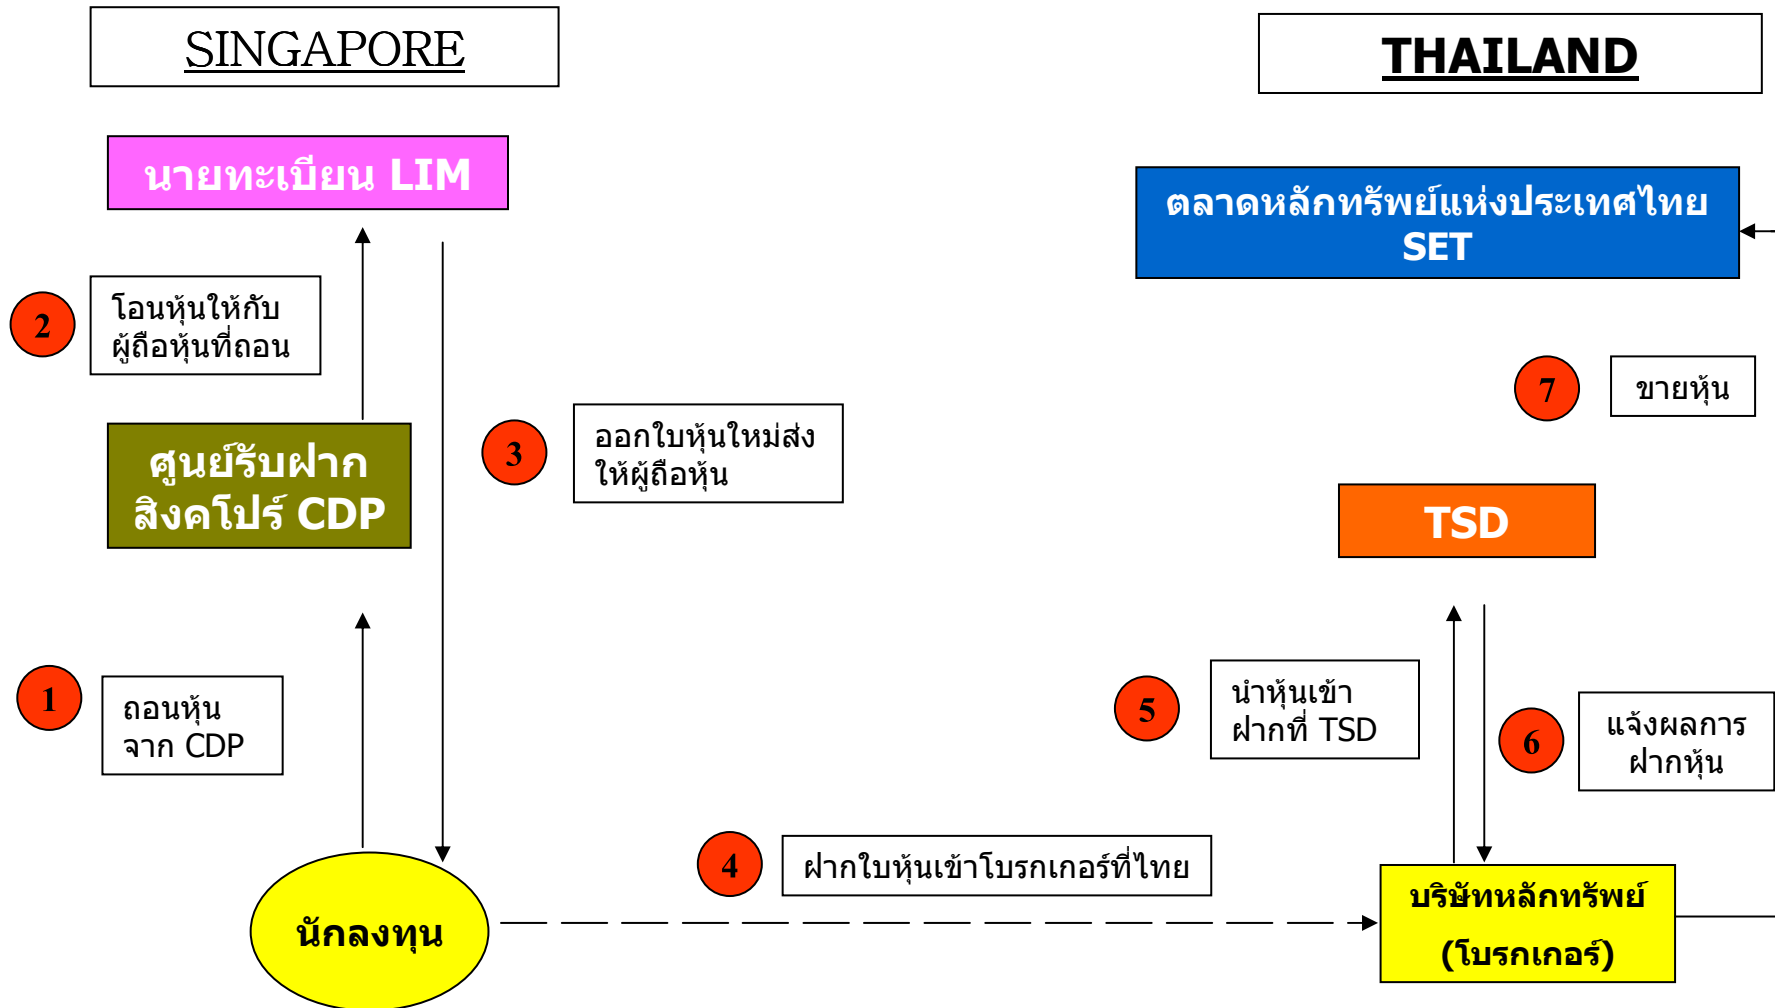 SINGAPORE
THAILAND
นายทะเบียน LIM
ตลาดหลักทรัพย์แห่งประเทศไทย
SET
2
โอนหุ้นให้กับ
ผู้ถือหุ้นที่ถอน
7
ขายหุ้น
3
ออกใบหุ้นใหม่ส่ง
ให้ผู้ถือหุ้น
ศูนย์รับฝาก
สิงคโปร์ CDP
TSD
1
ถอนหุ้น
จาก CDP
5
นำหุ้นเข้า
ฝากที่ TSD
6
แจ้งผลการ
ฝากหุ้น
4
ฝากใบหุ้นเข้าโบรกเกอร์ที่ไทย
นักลงทุน
บริษัทหลักทรัพย์
(โบรกเกอร์)